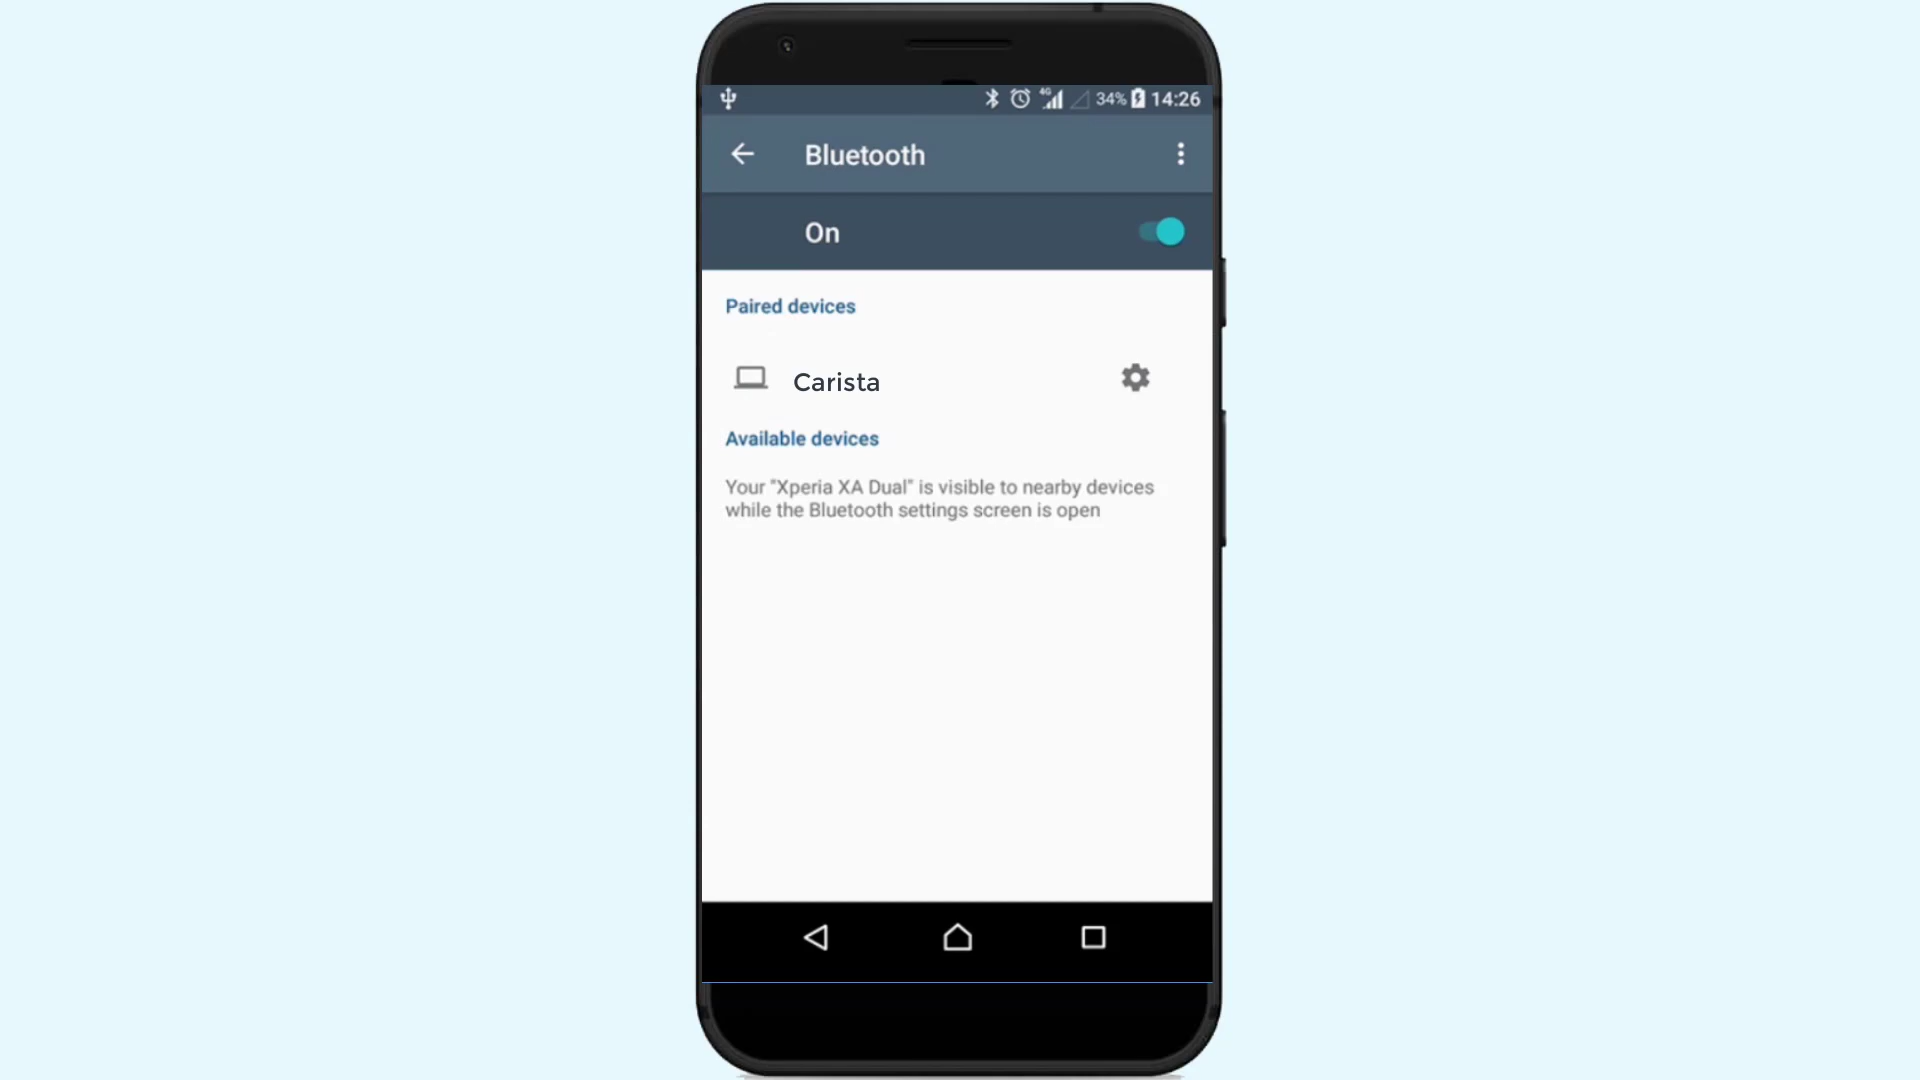 4G 34% 14:26
Bluetooth
On
Paired devices
Carista
Available devices
Your "Xperia XA Dual" is visible to nearby devices
while the Bluetooth settings screen is open